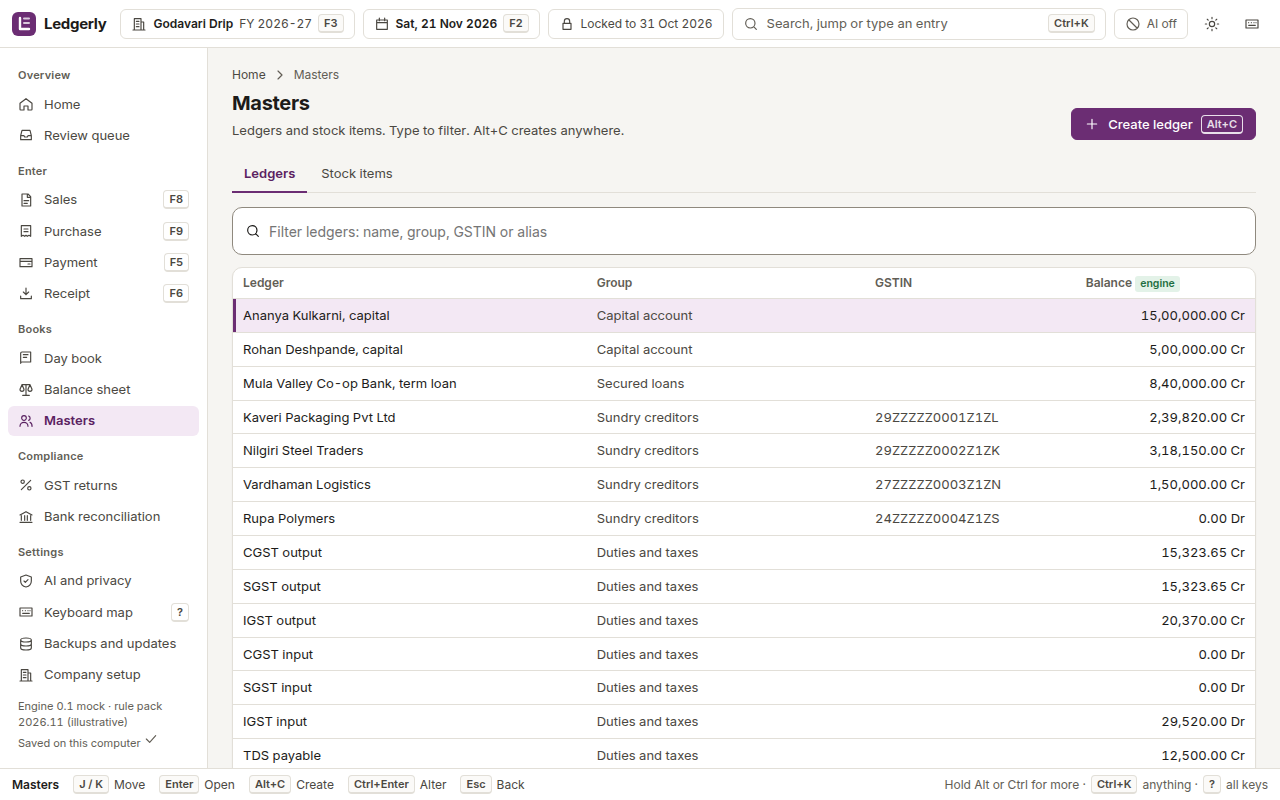 Ledgerly
Godavari Drip FY 2026-27 F3
Sat, 21 Nov 2026 F2
Locked to 31 Oct 2026
Search, jump or type an entry Ctrl+K
AI off
Overview
Home
Review queue
Enter
Sales F8
Purchase F9
Payment F5
Receipt F6
Books
Day book
Balance sheet
Masters
Compliance
GST returns
Bank reconciliation
Settings
AI and privacy
Keyboard map ?
Backups and updates
Company setup
Engine 0.1 mock · rule pack
2026.11 (illustrative)
Saved on this computer
Home Masters
Masters
Ledgers and stock items. Type to filter. Alt+C creates anywhere.
Create ledger Alt+C
Ledgers Stock items
Filter ledgers: name, group, GSTIN or alias
Ledger Group GSTIN Balance engine
Ananya Kulkarni, capital Capital account 15,00,000.00 Cr
Rohan Deshpande, capital Capital account 5,00,000.00 Cr
Mula Valley Co-op Bank, term loan Secured loans 8,40,000.00 Cr
Kaveri Packaging Pvt Ltd Sundry creditors 29ZZZZZ0001Z1ZL 2,39,820.00 Cr
Nilgiri Steel Traders Sundry creditors 29ZZZZZ0002Z1ZK 3,18,150.00 Cr
Vardhaman Logistics Sundry creditors 27ZZZZZ0003Z1ZN 1,50,000.00 Cr
Rupa Polymers Sundry creditors 24ZZZZZ0004Z1ZS 0.00 Dr
CGST output Duties and taxes 15,323.65 Cr
SGST output Duties and taxes 15,323.65 Cr
IGST output Duties and taxes 20,370.00 Cr
CGST input Duties and taxes 0.00 Dr
SGST input Duties and taxes 0.00 Dr
IGST input Duties and taxes 29,520.00 Dr
TDS payable Duties and taxes 12,500.00 Cr
Masters J / K Move Enter Open Alt+C Create Ctrl+Enter Alter Esc Back
Hold Alt or Ctrl for more · Ctrl+K anything · ? all keys